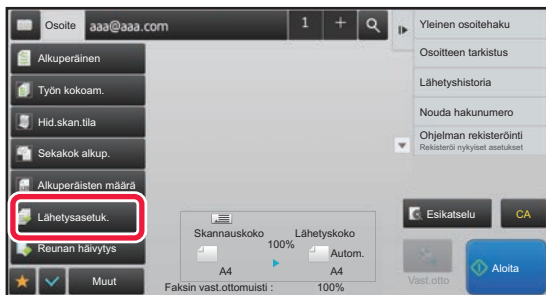 Osoite aaa@aaa.com 1 +
Alkuperäinen
Työn kokoam.
Hid.skan.tila
Sekakok alkup.
Alkuperäisten määrä
Lähetysasetuk.
Reunan häivytys
Muut
Skannauskoko 100% Lähetyskoko
Autom.
A4 A4
Faksin vast.ottomuisti : 100%
Yleinen osoitehaku
Osoitteen tarkistus
Lähetyshistoria
Nouda hakunumero
Ohjelman rekisteröinti
Rekisteröi nykyiset asetukset
Esikatselu CA
Vast.otto
Aloita